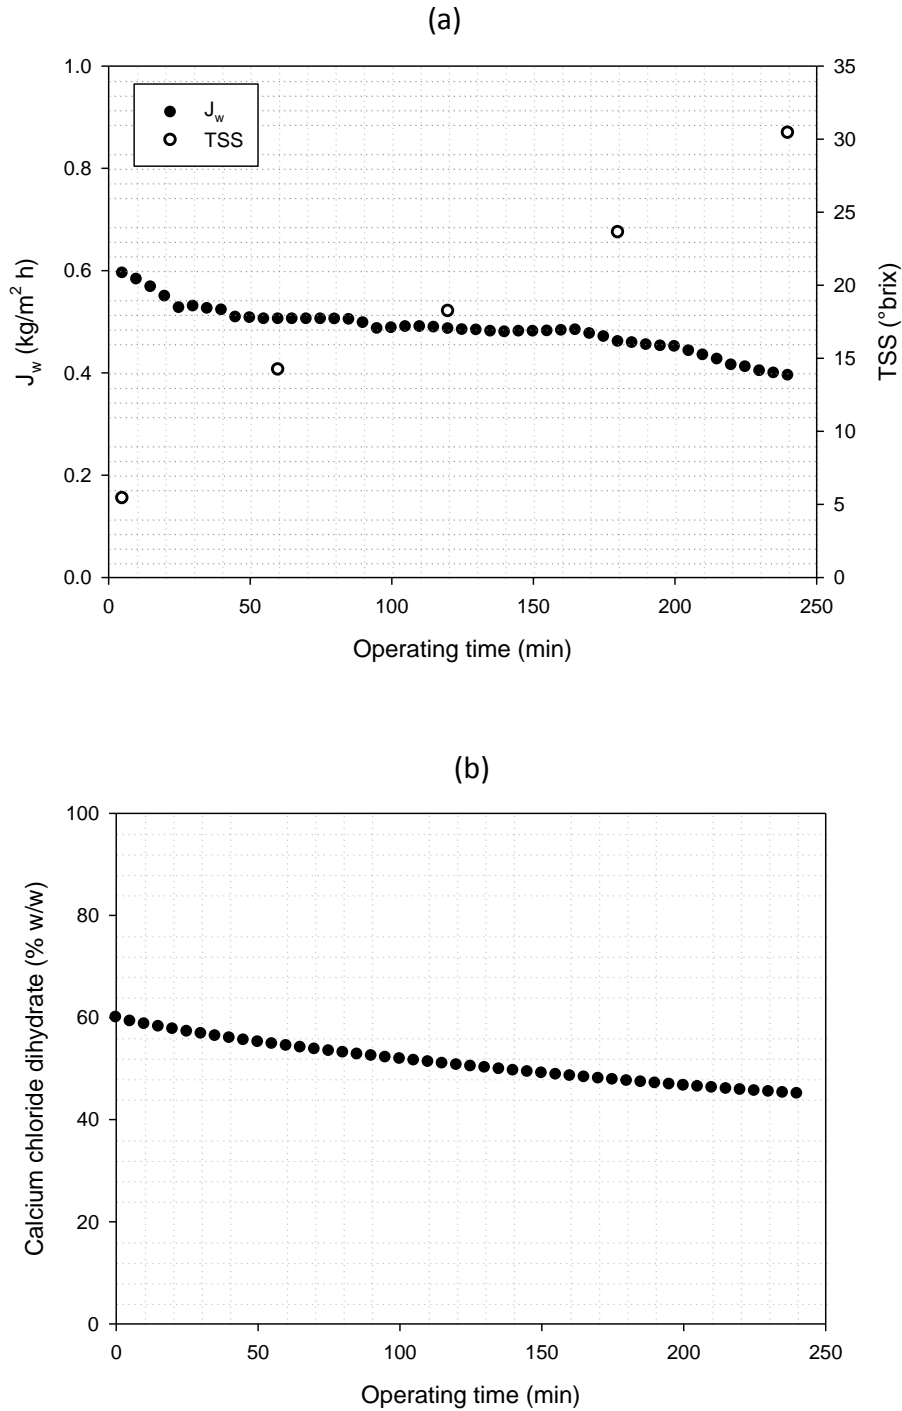 (a)
1.0
0.8
0.6
0.4
0.2
0.0
J_w (kg/m² h)
J_w
TSS
35
30
25
20
15
10
5
0
TSS (°brix)
0 50 100 150 200 250
Operating time (min)
(b)
100
80
60
40
20
0
Calcium chloride dihydrate (% w/w)
0 50 100 150 200 250
Operating time (min)